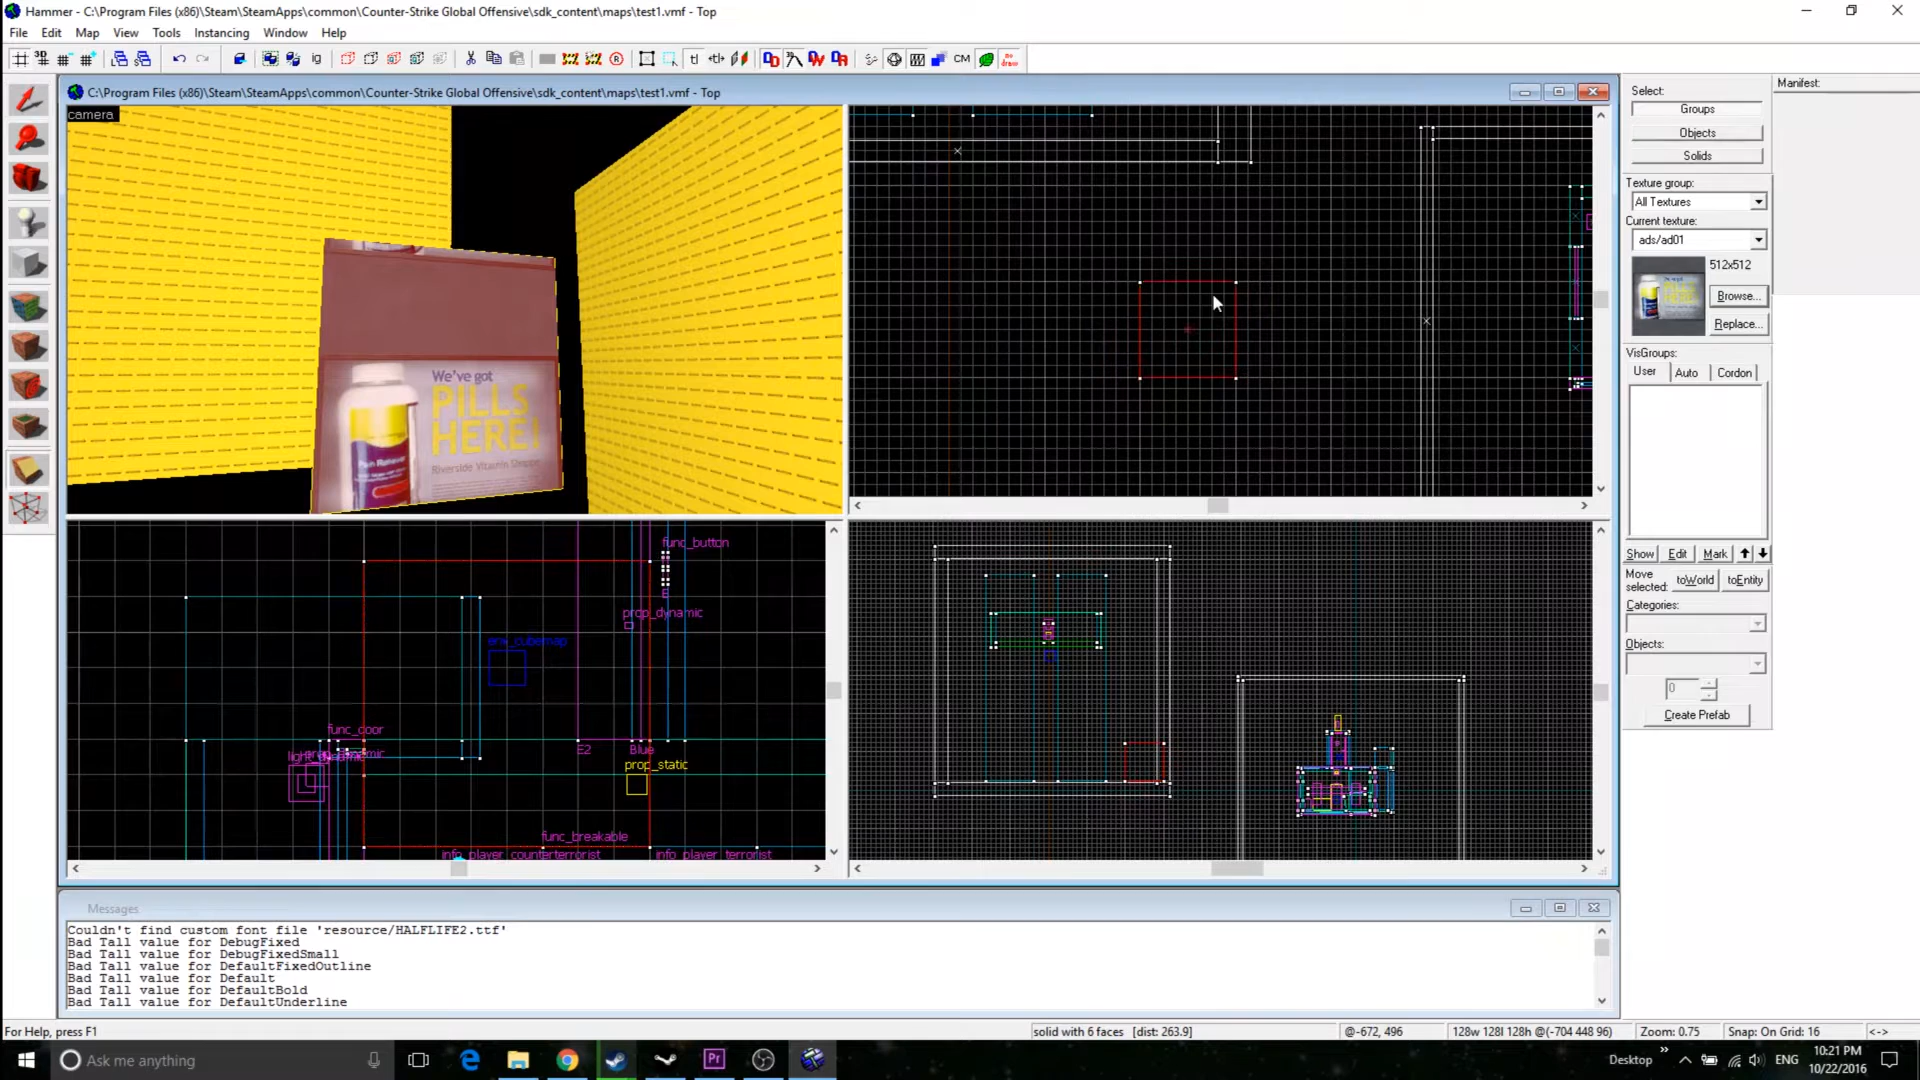 Hammer - C:\Program Files (x86)\Steam\SteamApps\common\Counter-Strike Global Offensive\sdk_content\maps\test1.vmf - Top
File Edit Map View Tools Instancing Window Help
C:\Program Files (x86)\Steam\SteamApps\common\Counter-Strike Global Offensive\sdk_content\maps\test1.vmf - Top
camera
We've got
PILLS
HERE!
Pain Reliever
Riverside Vitamin Shoppe
func_button
prop_dynamic
env_cubemap
func_door
E2
Blue
prop_static
func_breakable
info_player_counterterrorist
info_player_terrorist
Select:
Groups
Objects
Solids
Texture group:
All Textures
Current texture:
ads/ad01
512x512
Browse...
Replace...
VisGroups:
User Auto Cordon
Show Edit Mark
Move selected: toWorld toEntity
Categories:
Objects:
0
Create Prefab
Manifest:
Messages
Couldn't find custom font file 'resource/HALFLIFE2.ttf'
Bad Tall value for DebugFixed
Bad Tall value for DebugFixedSmall
Bad Tall value for DefaultFixedOutline
Bad Tall value for Default
Bad Tall value for DefaultBold
Bad Tall value for DefaultUnderline
For Help, press F1
solid with 6 faces [dist: 263.9]
@-672, 496
128w 128l 128h @(-704 448 96)
Zoom: 0.75
Snap: On Grid: 16
<->
Ask me anything
Desktop
ENG
10:21 PM
10/22/2016